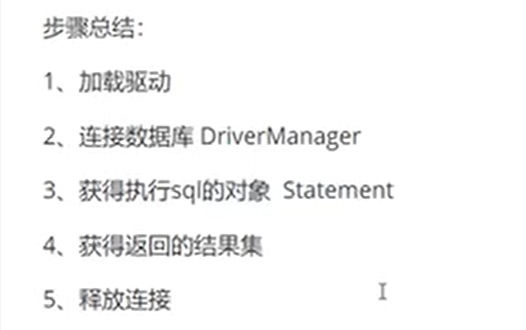 步骤总结：
1、加载驱动
2、连接数据库 DriverManager
3、获得执行sql的对象 Statement
4、获得返回的结果集
5、释放连接